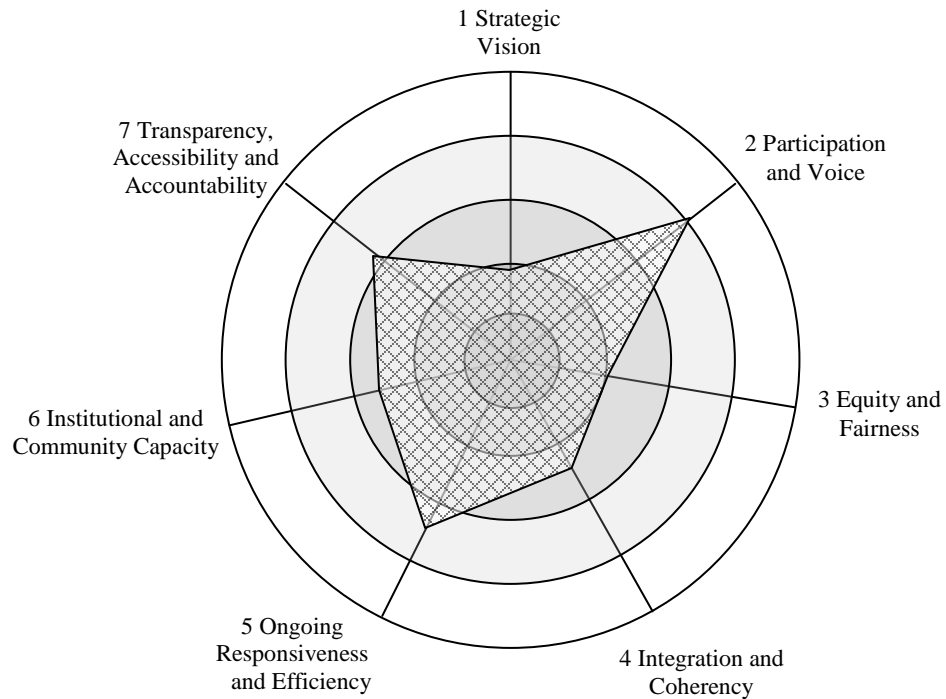 1 Strategic
Vision
2 Participation
and Voice
3 Equity and
Fairness
4 Integration and
Coherency
5 Ongoing
Responsiveness
and Efficiency
6 Institutional and
Community Capacity
7 Transparency,
Accessibility and
Accountability